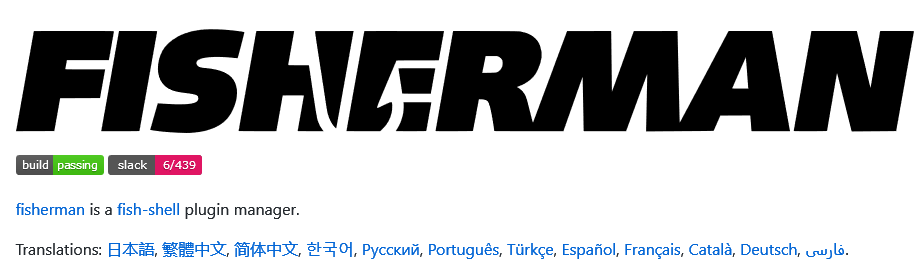 FISHERMAN
build passing slack 6/439
fisherman is a fish-shell plugin manager.
Translations: 日本語, 繁體中文, 简体中文, 한국어, Русский, Português, Türkçe, Español, Français, Català, Deutsch, فارسی.